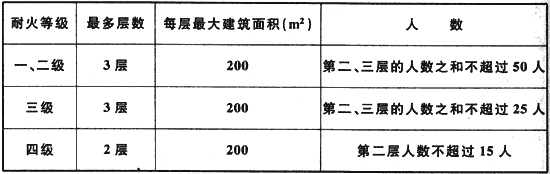 耐火等级 最多层数 每层最大建筑面积(m²) 人 数
一、二级 3层 200 第二、三层的人数之和不超过50人
三级 3层 200 第二、三层的人数之和不超过25人
四级 2层 200 第二层人数不超过15人